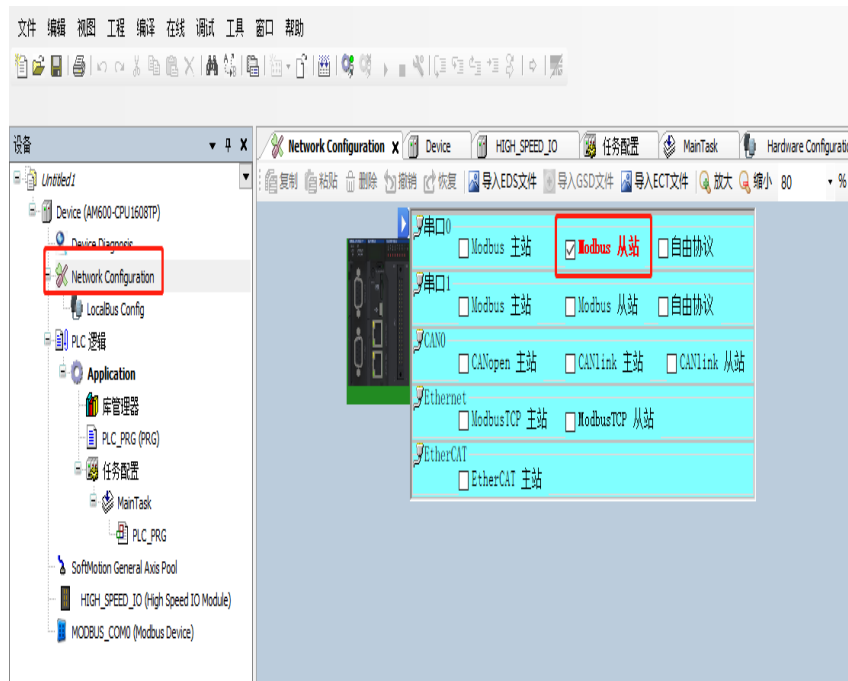 文件 编辑 视图 工程 编译 在线 调试 工具 窗口 帮助
设备
Network Configuration
Device
HIGH_SPEED_IO
任务配置
MainTask
Hardware Configuratio
复制 粘贴 删除 撤销 恢复 导入EDS文件 导入GSD文件 导入ECT文件 放大 缩小 80 %
Untitled1
Device (AM600-CPU1608TP)
Device Diagnosis
Network Configuration
LocalBus Config
PLC 逻辑
Application
库管理器
PLC_PRG (PRG)
任务配置
MainTask
PLC_PRG
SoftMotion General Axis Pool
HIGH_SPEED_IO (High Speed IO Module)
MODBUS_COM0 (Modbus Device)
串口0
Modbus 主站 Modbus 从站 自由协议
串口1
Modbus 主站 Modbus 从站 自由协议
CAN0
CANopen 主站 CANlink 主站 CANlink 从站
Ethernet
ModbusTCP 主站 ModbusTCP 从站
EtherCAT
EtherCAT 主站